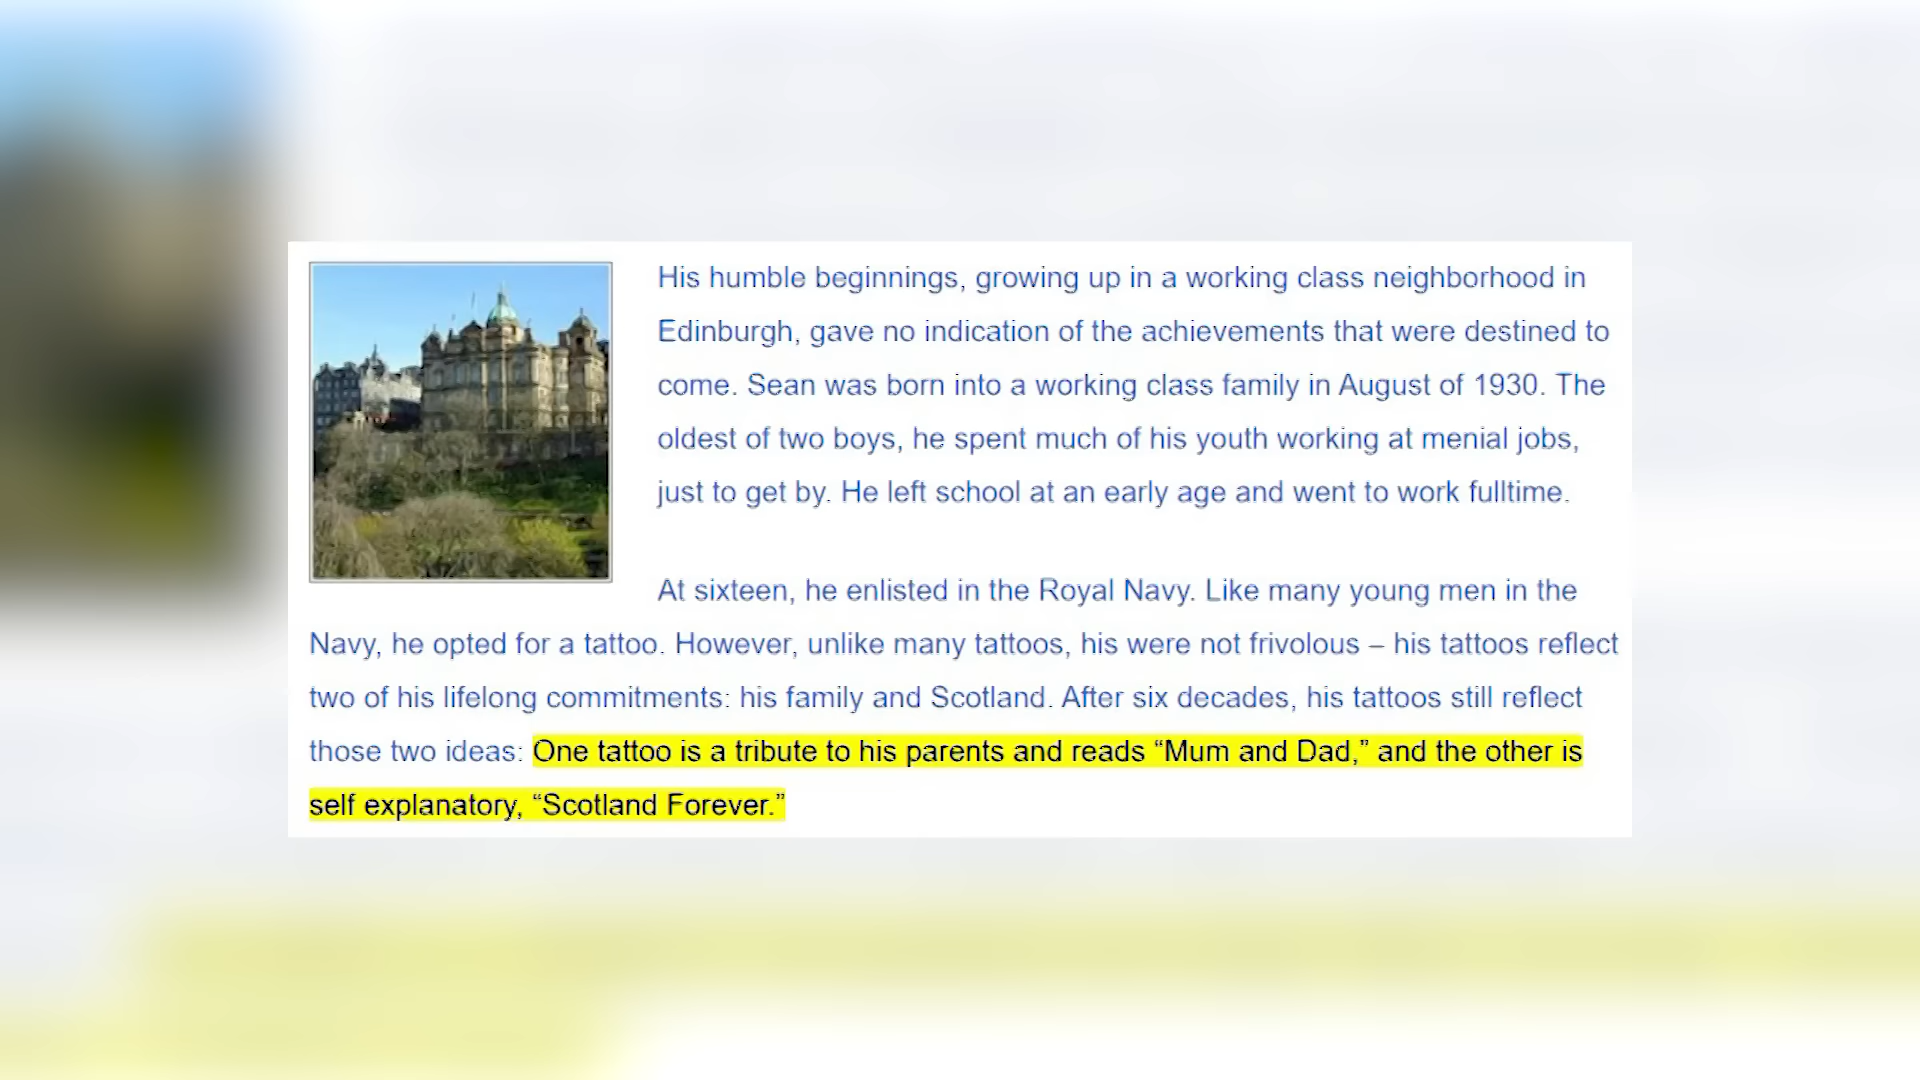 His humble beginnings, growing up in a working class neighborhood in
Edinburgh, gave no indication of the achievements that were destined to
come. Sean was born into a working class family in August of 1930. The
oldest of two boys, he spent much of his youth working at menial jobs,
just to get by. He left school at an early age and went to work fulltime.
At sixteen, he enlisted in the Royal Navy. Like many young men in the
Navy, he opted for a tattoo. However, unlike many tattoos, his were not frivolous – his tattoos reflect
two of his lifelong commitments: his family and Scotland. After six decades, his tattoos still reflect
those two ideas: One tattoo is a tribute to his parents and reads “Mum and Dad,” and the other is
self explanatory, “Scotland Forever.”